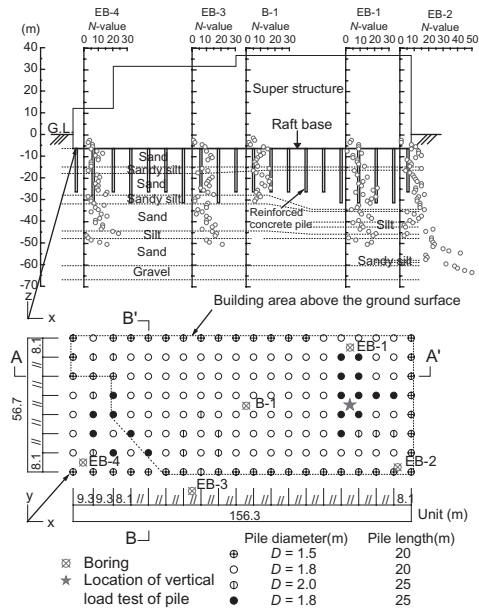 EB-4 EB-3 B-1 EB-1 EB-2
(m) N-value N-value N-value N-value N-value
40 0 10 20 30 0 10 20 30 0 10 20 30 0 10 20 30 0 10 20 30 40 50
30
20 Super structure
10
G.L. 0 Raft base
-10 Sand
Sandy silt
-20 Sand
Sandy silt
-30 Reinforced concrete pile
Sand
-40 Silt
Silt
-50 Sand
-60 Sandy silt
Gravel
-70
z
x
Building area above the ground surface
B'
A A'
8.1 EB-1
56.7 B-1
8.1 EB-4 EB-2
y EB-3
x 9.3 9.3 8.1 // // // // // // // // // // // // // // // 8.1
156.3 Unit (m)
B
Pile diameter(m) Pile length(m)
Boring D = 1.5 20
Location of vertical D = 1.8 20
load test of pile D = 2.0 25
D = 1.8 25